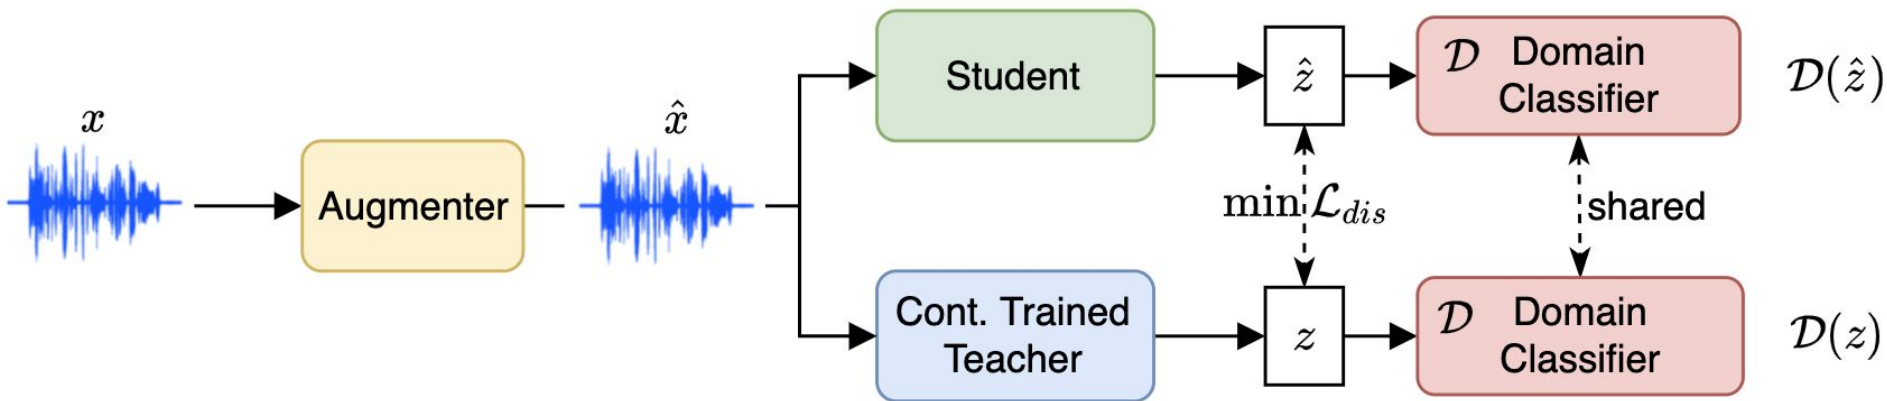 x
Augmenter
x̂
Student
ẑ
𝒟 Domain
Classifier
𝒟(ẑ)
min ℒ_dis
shared
Cont. Trained
Teacher
z
𝒟 Domain
Classifier
𝒟(z)